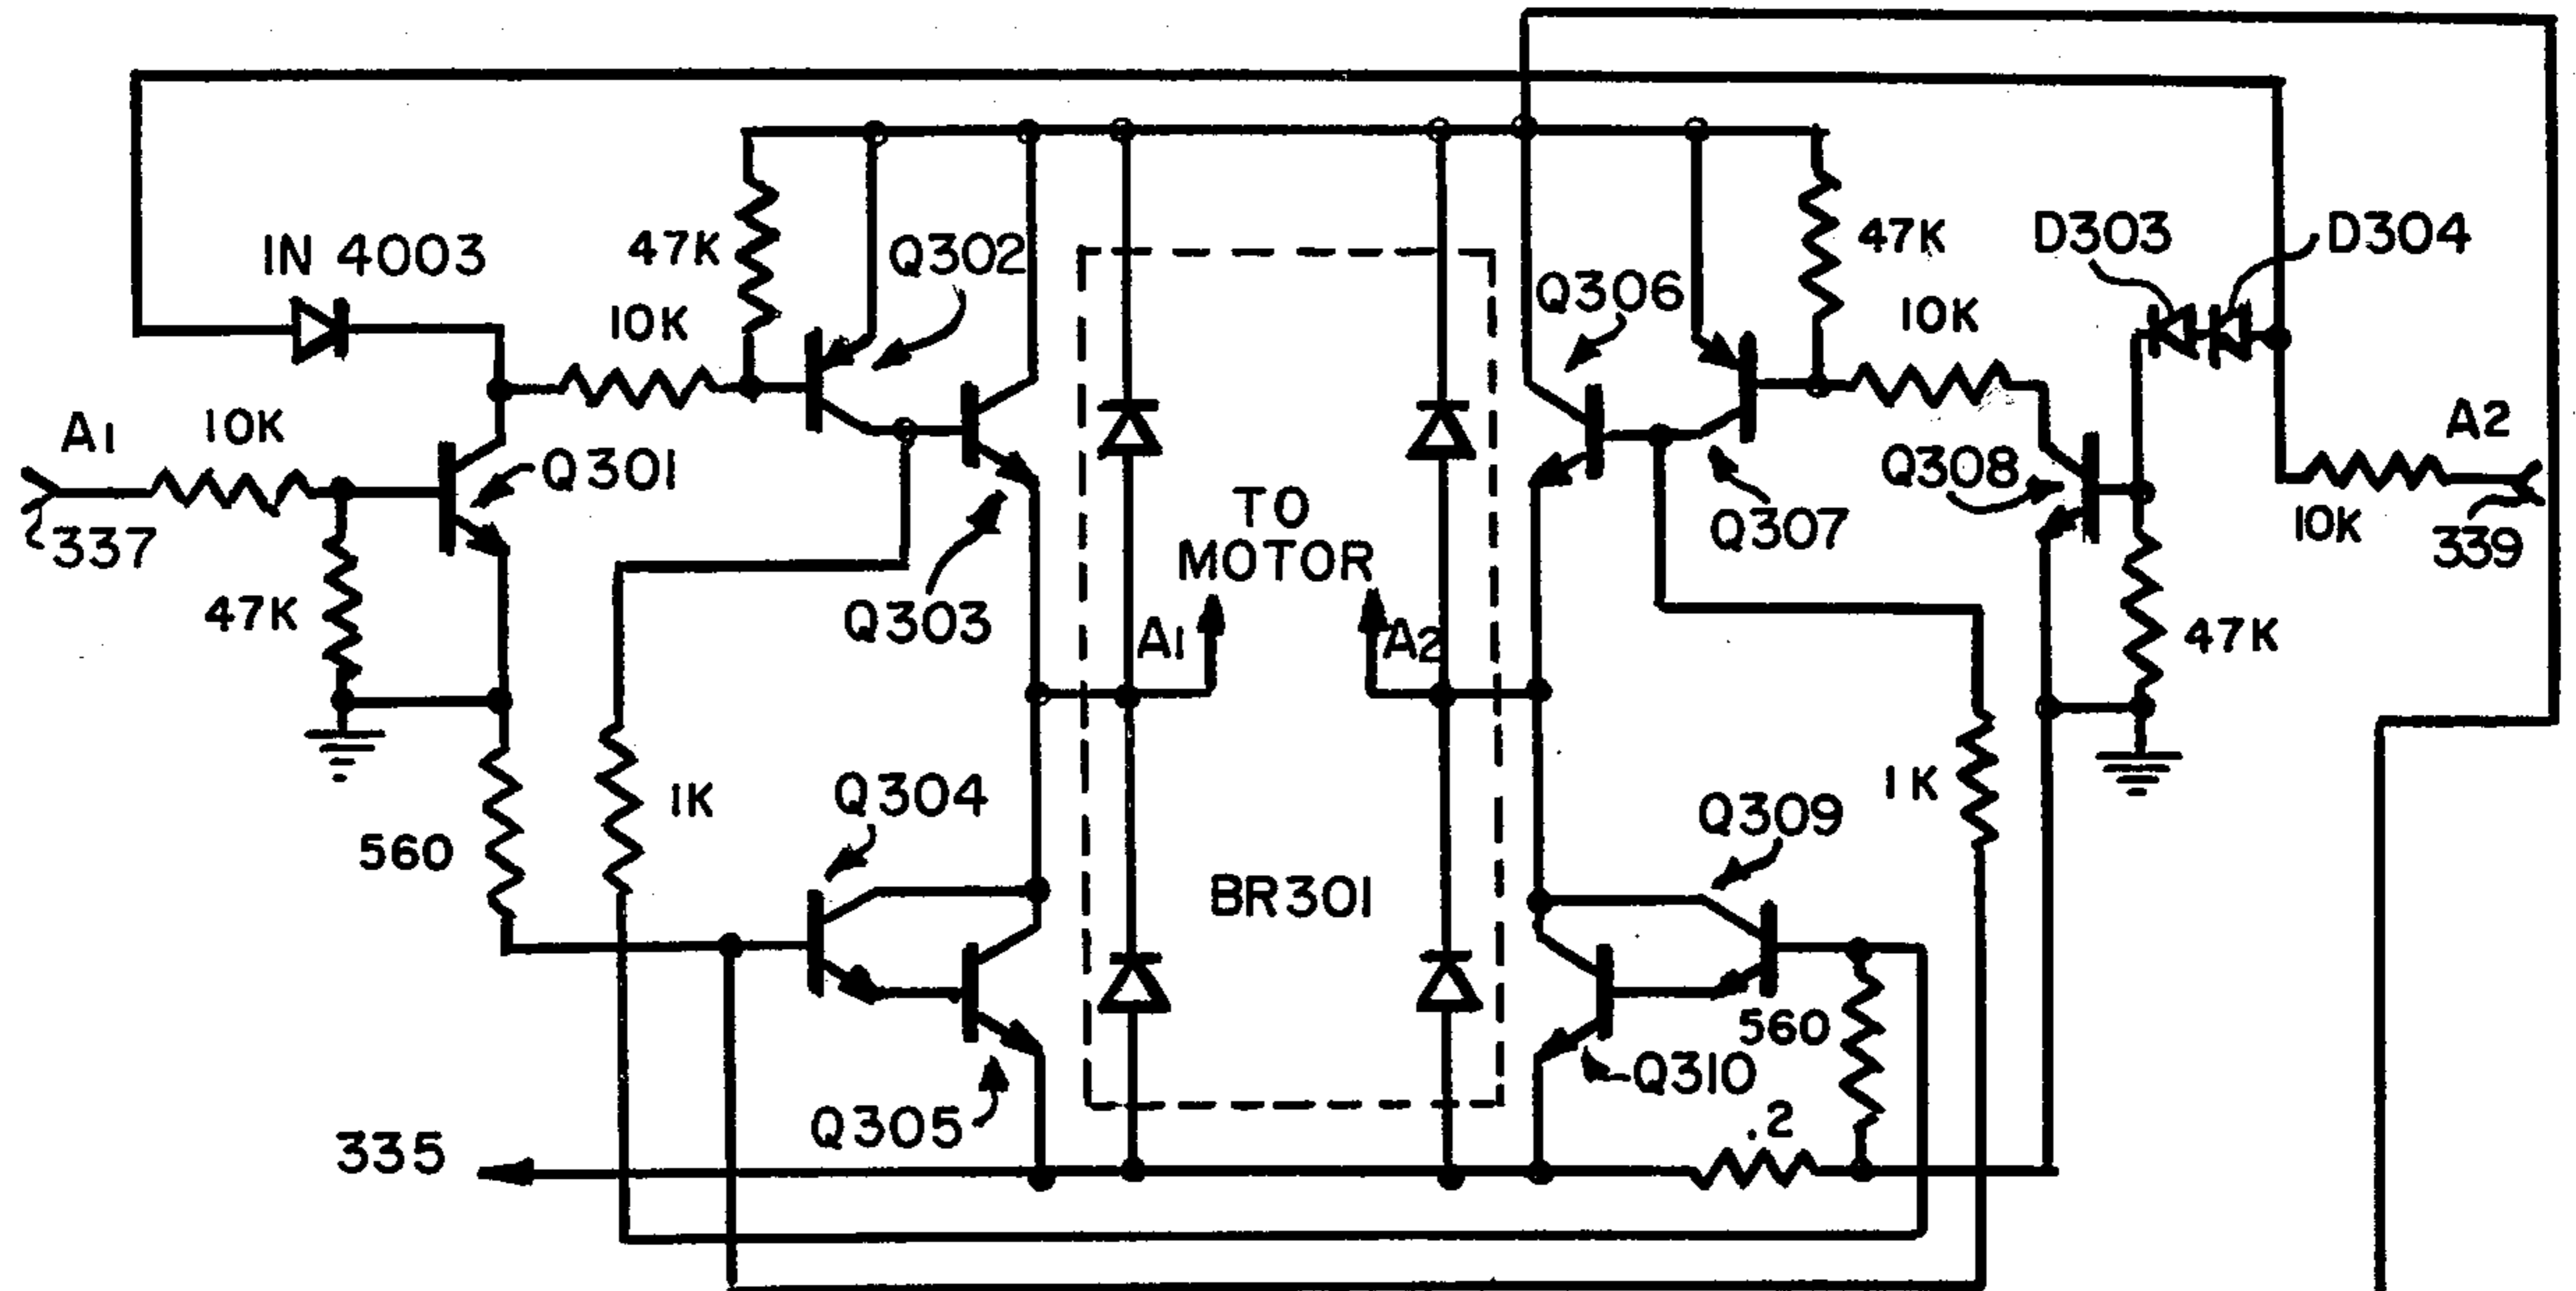 IN 4003
47K
Q302
10K
Q306
47K
10K
D303
D304
A1
10K
Q301
337
47K
Q303
TO
MOTOR
A1
A2
Q307
Q308
A2
10K
339
47K
560
1K
Q304
BR301
Q309
1K
560
Q310
Q305
.2
335